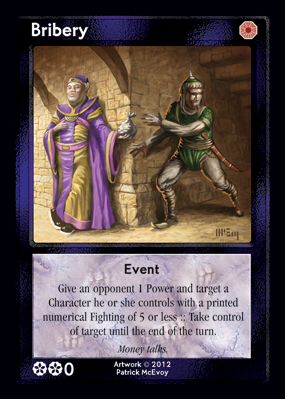 Bribery
McEvoy
Event
Give an opponent 1 Power and target a
Character he or she controls with a printed
numerical Fighting of 5 or less :: Take control
of target until the end of the turn.
Money talks.
0
Artwork © 2012
Patrick McEvoy